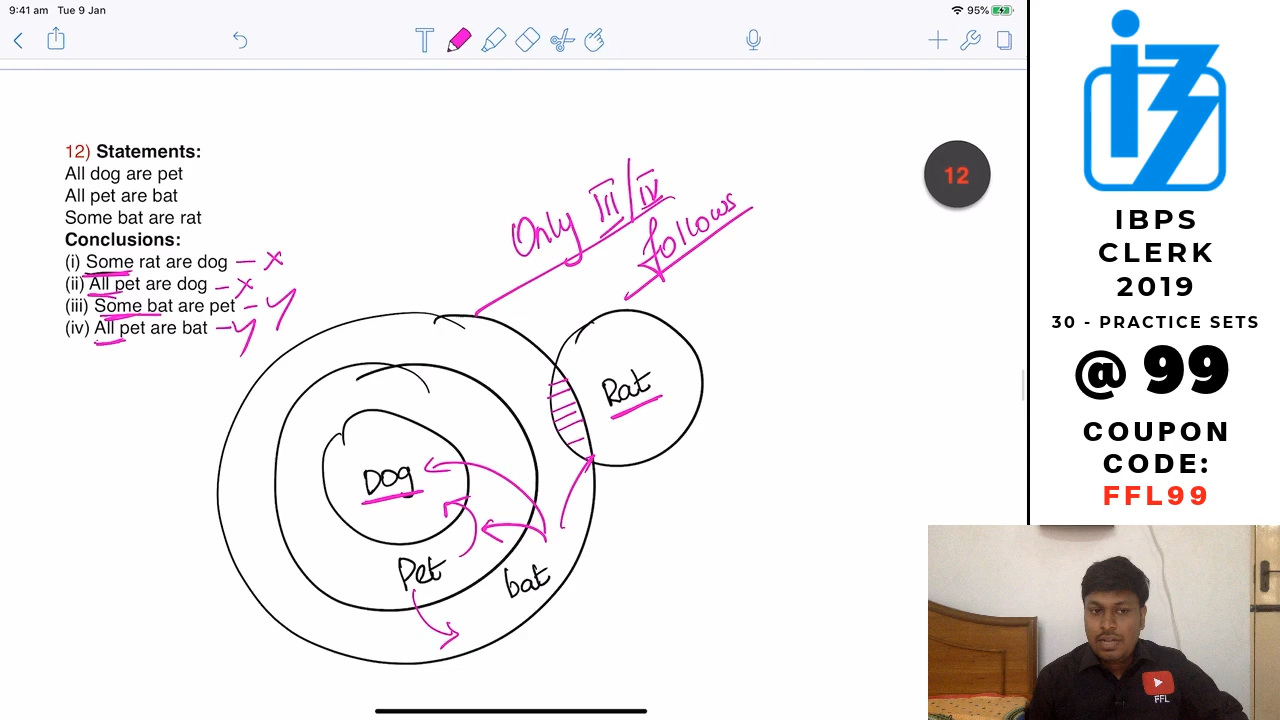 9:41 am Tue 9 Jan
95%
T
12) Statements:
All dog are pet
All pet are bat
Some bat are rat
Conclusions:
(i) Some rat are dog - x
(ii) All pet are dog - x
(iii) Some bat are pet - y
(iv) All pet are bat - y
Only III/IV
follows
Rat
Dog
Pet
bat
12
IBPS
CLERK
2019
30 - PRACTICE SETS
@ 99
COUPON
CODE:
FFL99
FFL